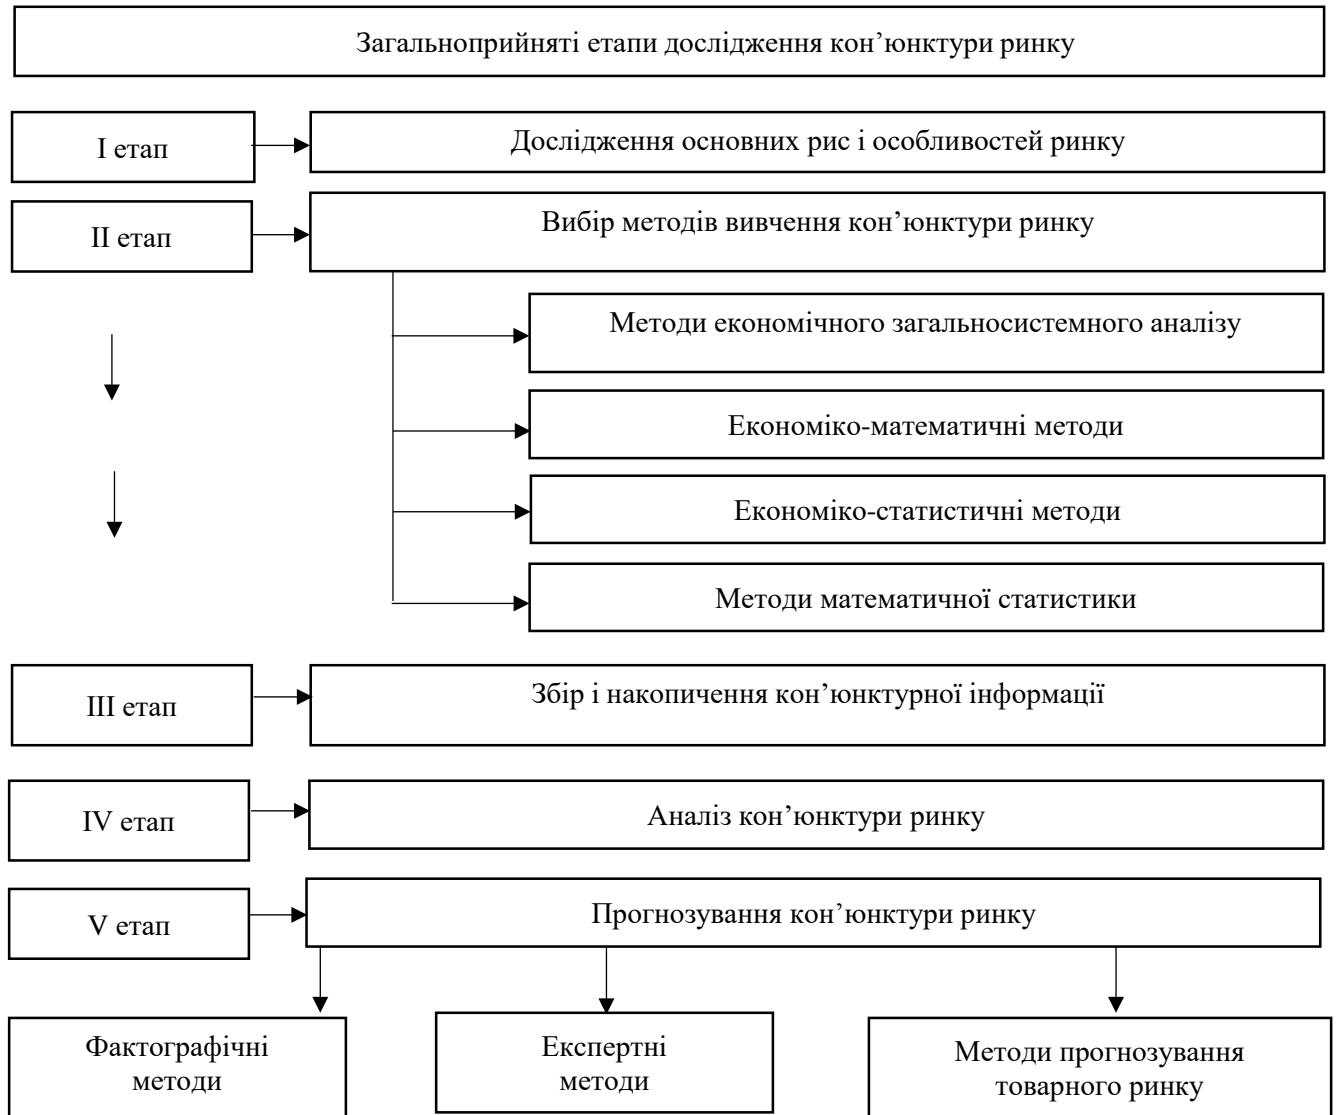 Загальноприйняті етапи дослідження кон’юнктури ринку
I етап
Дослідження основних рис і особливостей ринку
II етап
Вибір методів вивчення кон’юнктури ринку
Методи економічного загальносистемного аналізу
Економіко-математичні методи
Економіко-статистичні методи
Методи математичної статистики
III етап
Збір і накопичення кон’юнктурної інформації
IV етап
Аналіз кон’юнктури ринку
V етап
Прогнозування кон’юнктури ринку
Фактографічні
методи
Експертні
методи
Методи прогнозування
товарного ринку